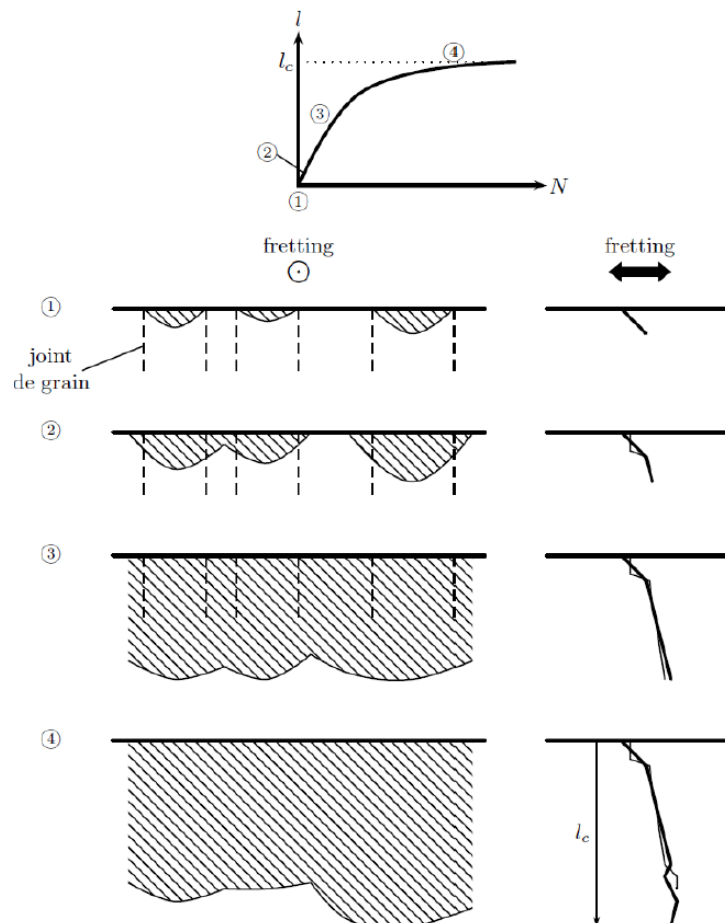 l
l_c
④
③
②
①
N
fretting
fretting
①
joint
de grain
②
③
④
l_c